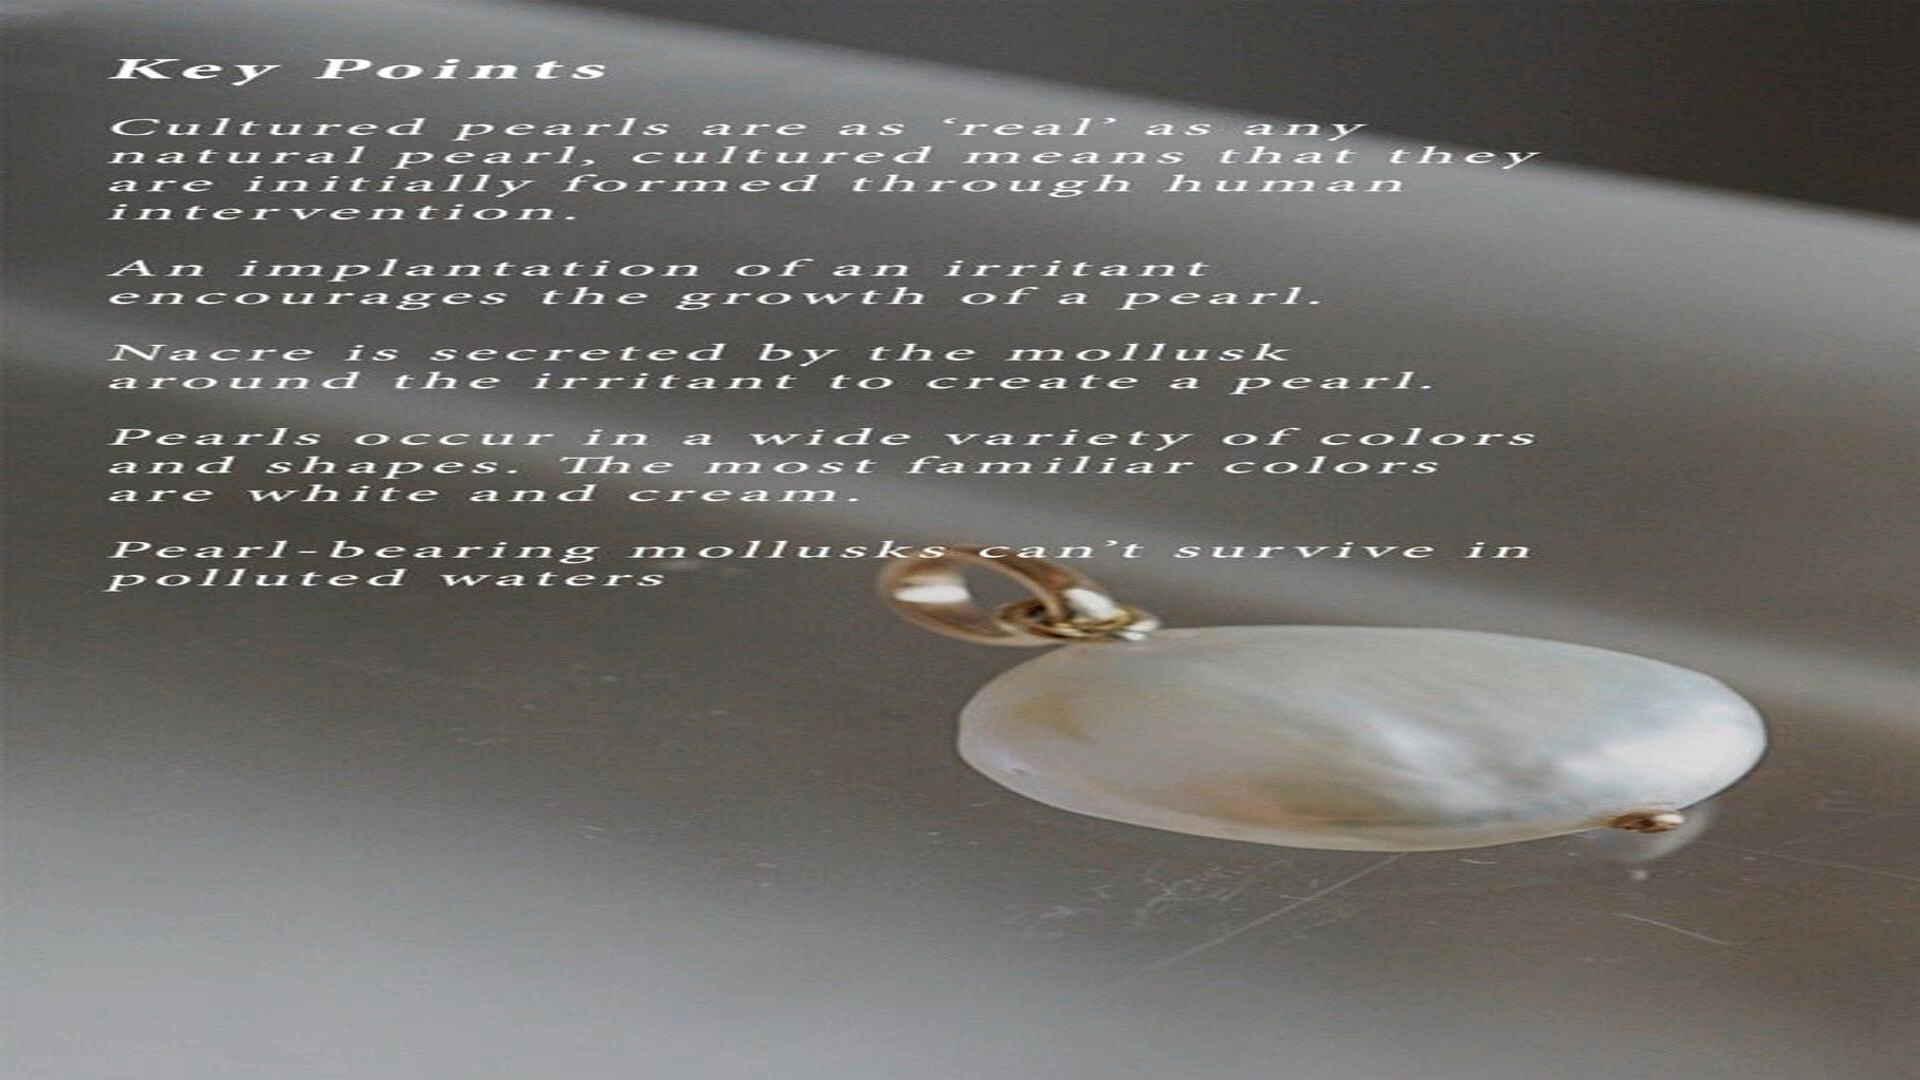 Key Points
Cultured pearls are as ‘real’ as any
natural pearl, cultured means that they
are initially formed through human
intervention.
An implantation of an irritant
encourages the growth of a pearl.
Nacre is secreted by the mollusk
around the irritant to create a pearl.
Pearls occur in a wide variety of colors
and shapes. The most familiar colors
are white and cream.
Pearl-bearing mollusks can’t survive in
polluted waters